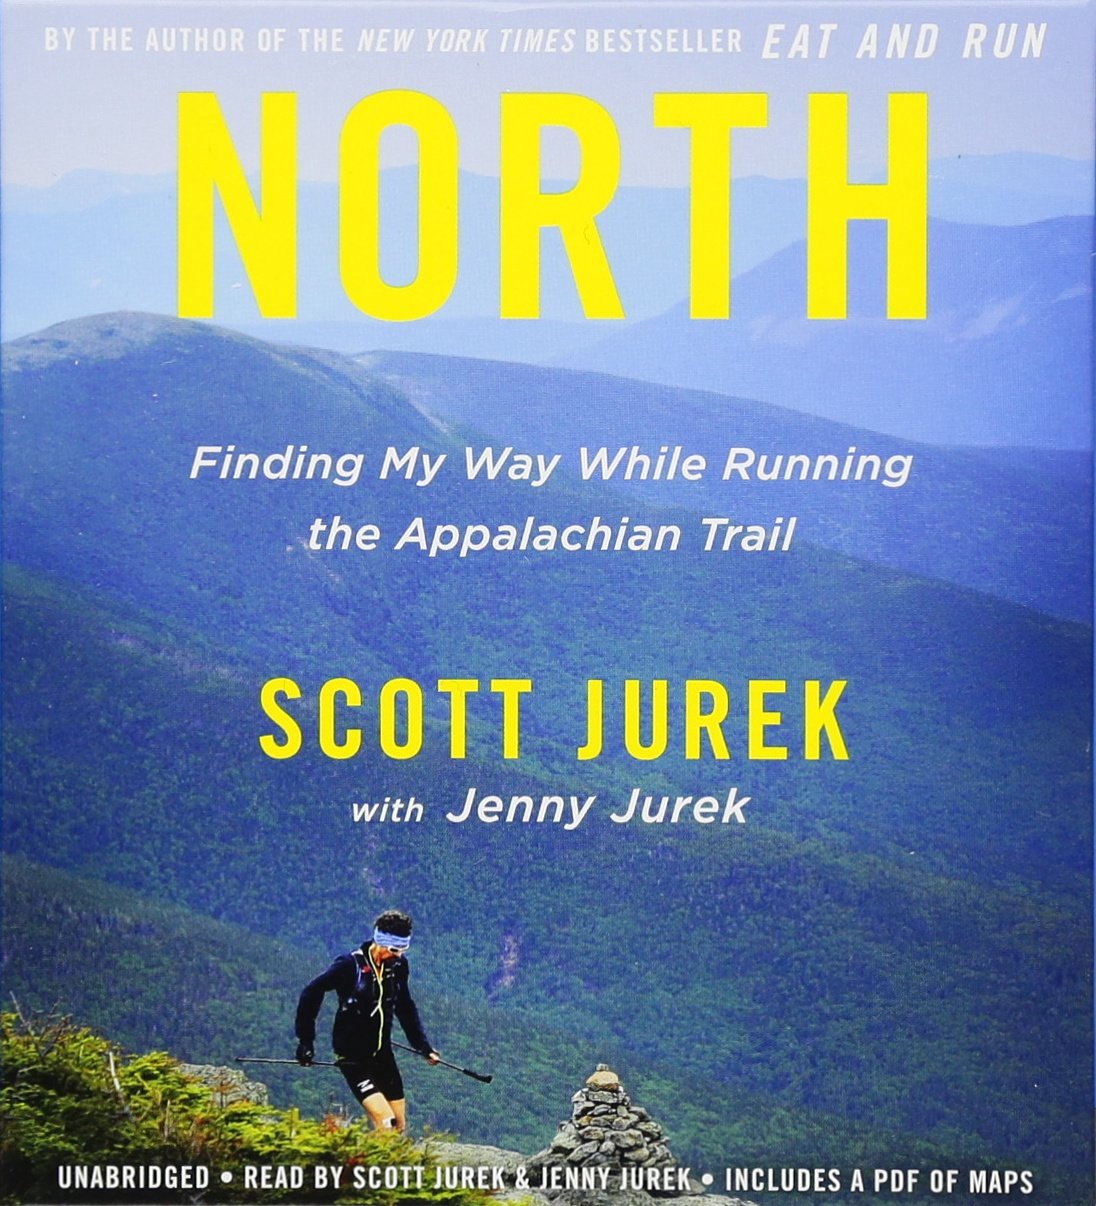 BY THE AUTHOR OF THE NEW YORK TIMES BESTSELLER EAT AND RUN
NORTH
Finding My Way While Running
the Appalachian Trail
SCOTT JUREK
with Jenny Jurek
UNABRIDGED • READ BY SCOTT JUREK & JENNY JUREK • INCLUDES A PDF OF MAPS